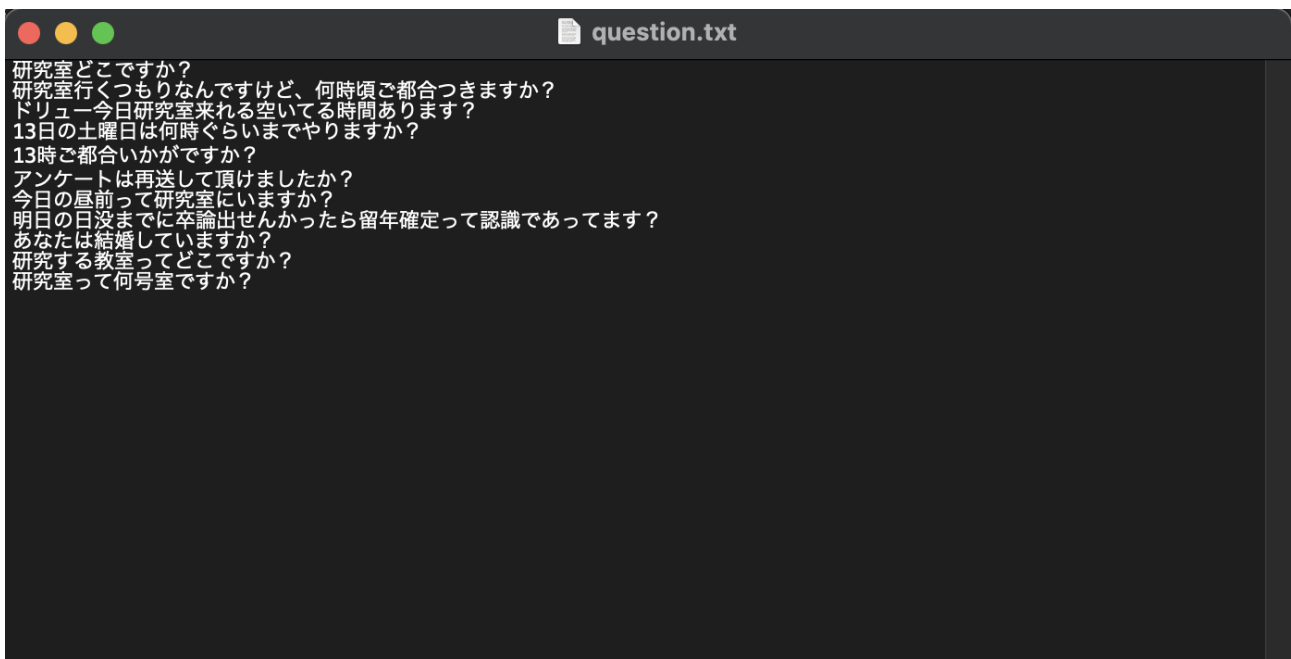 question.txt
研究室どこですか？
研究室行くつもりなんですけど、何時頃ご都合つきますか？
ドリュー今日研究室来れる空いてる時間あります？
13日の土曜日は何時ぐらいまでやりますか？
13時ご都合いかがですか？
アンケートは再送して頂けましたか？
今日の昼前って研究室にいますか？
明日の日没までに卒論出せんかったら留年確定って認識であってます？
あなたは結婚していますか？
研究する教室ってどこですか？
研究室って何号室ですか？